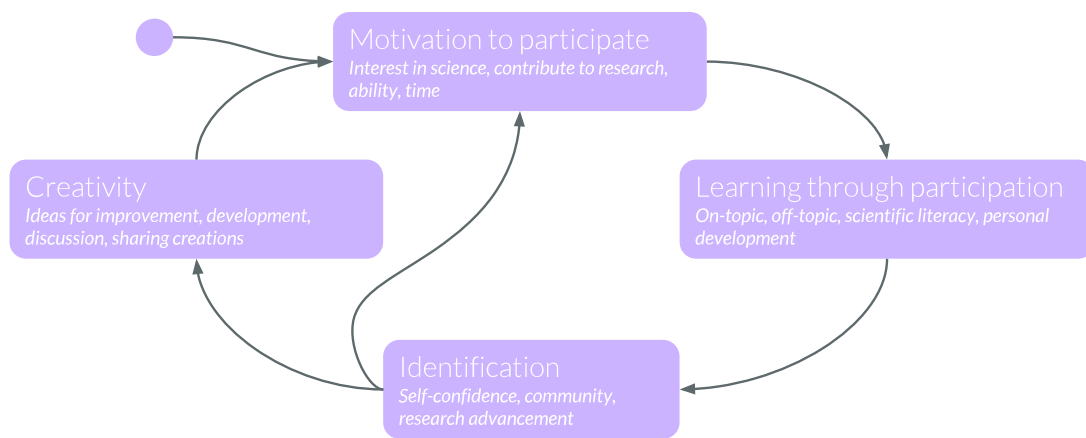 Motivation to participate
Interest in science, contribute to research,
ability, time
Creativity
Ideas for improvement, development,
discussion, sharing creations
Learning through participation
On-topic, off-topic, scientific literacy, personal
development
Identification
Self-confidence, community,
research advancement